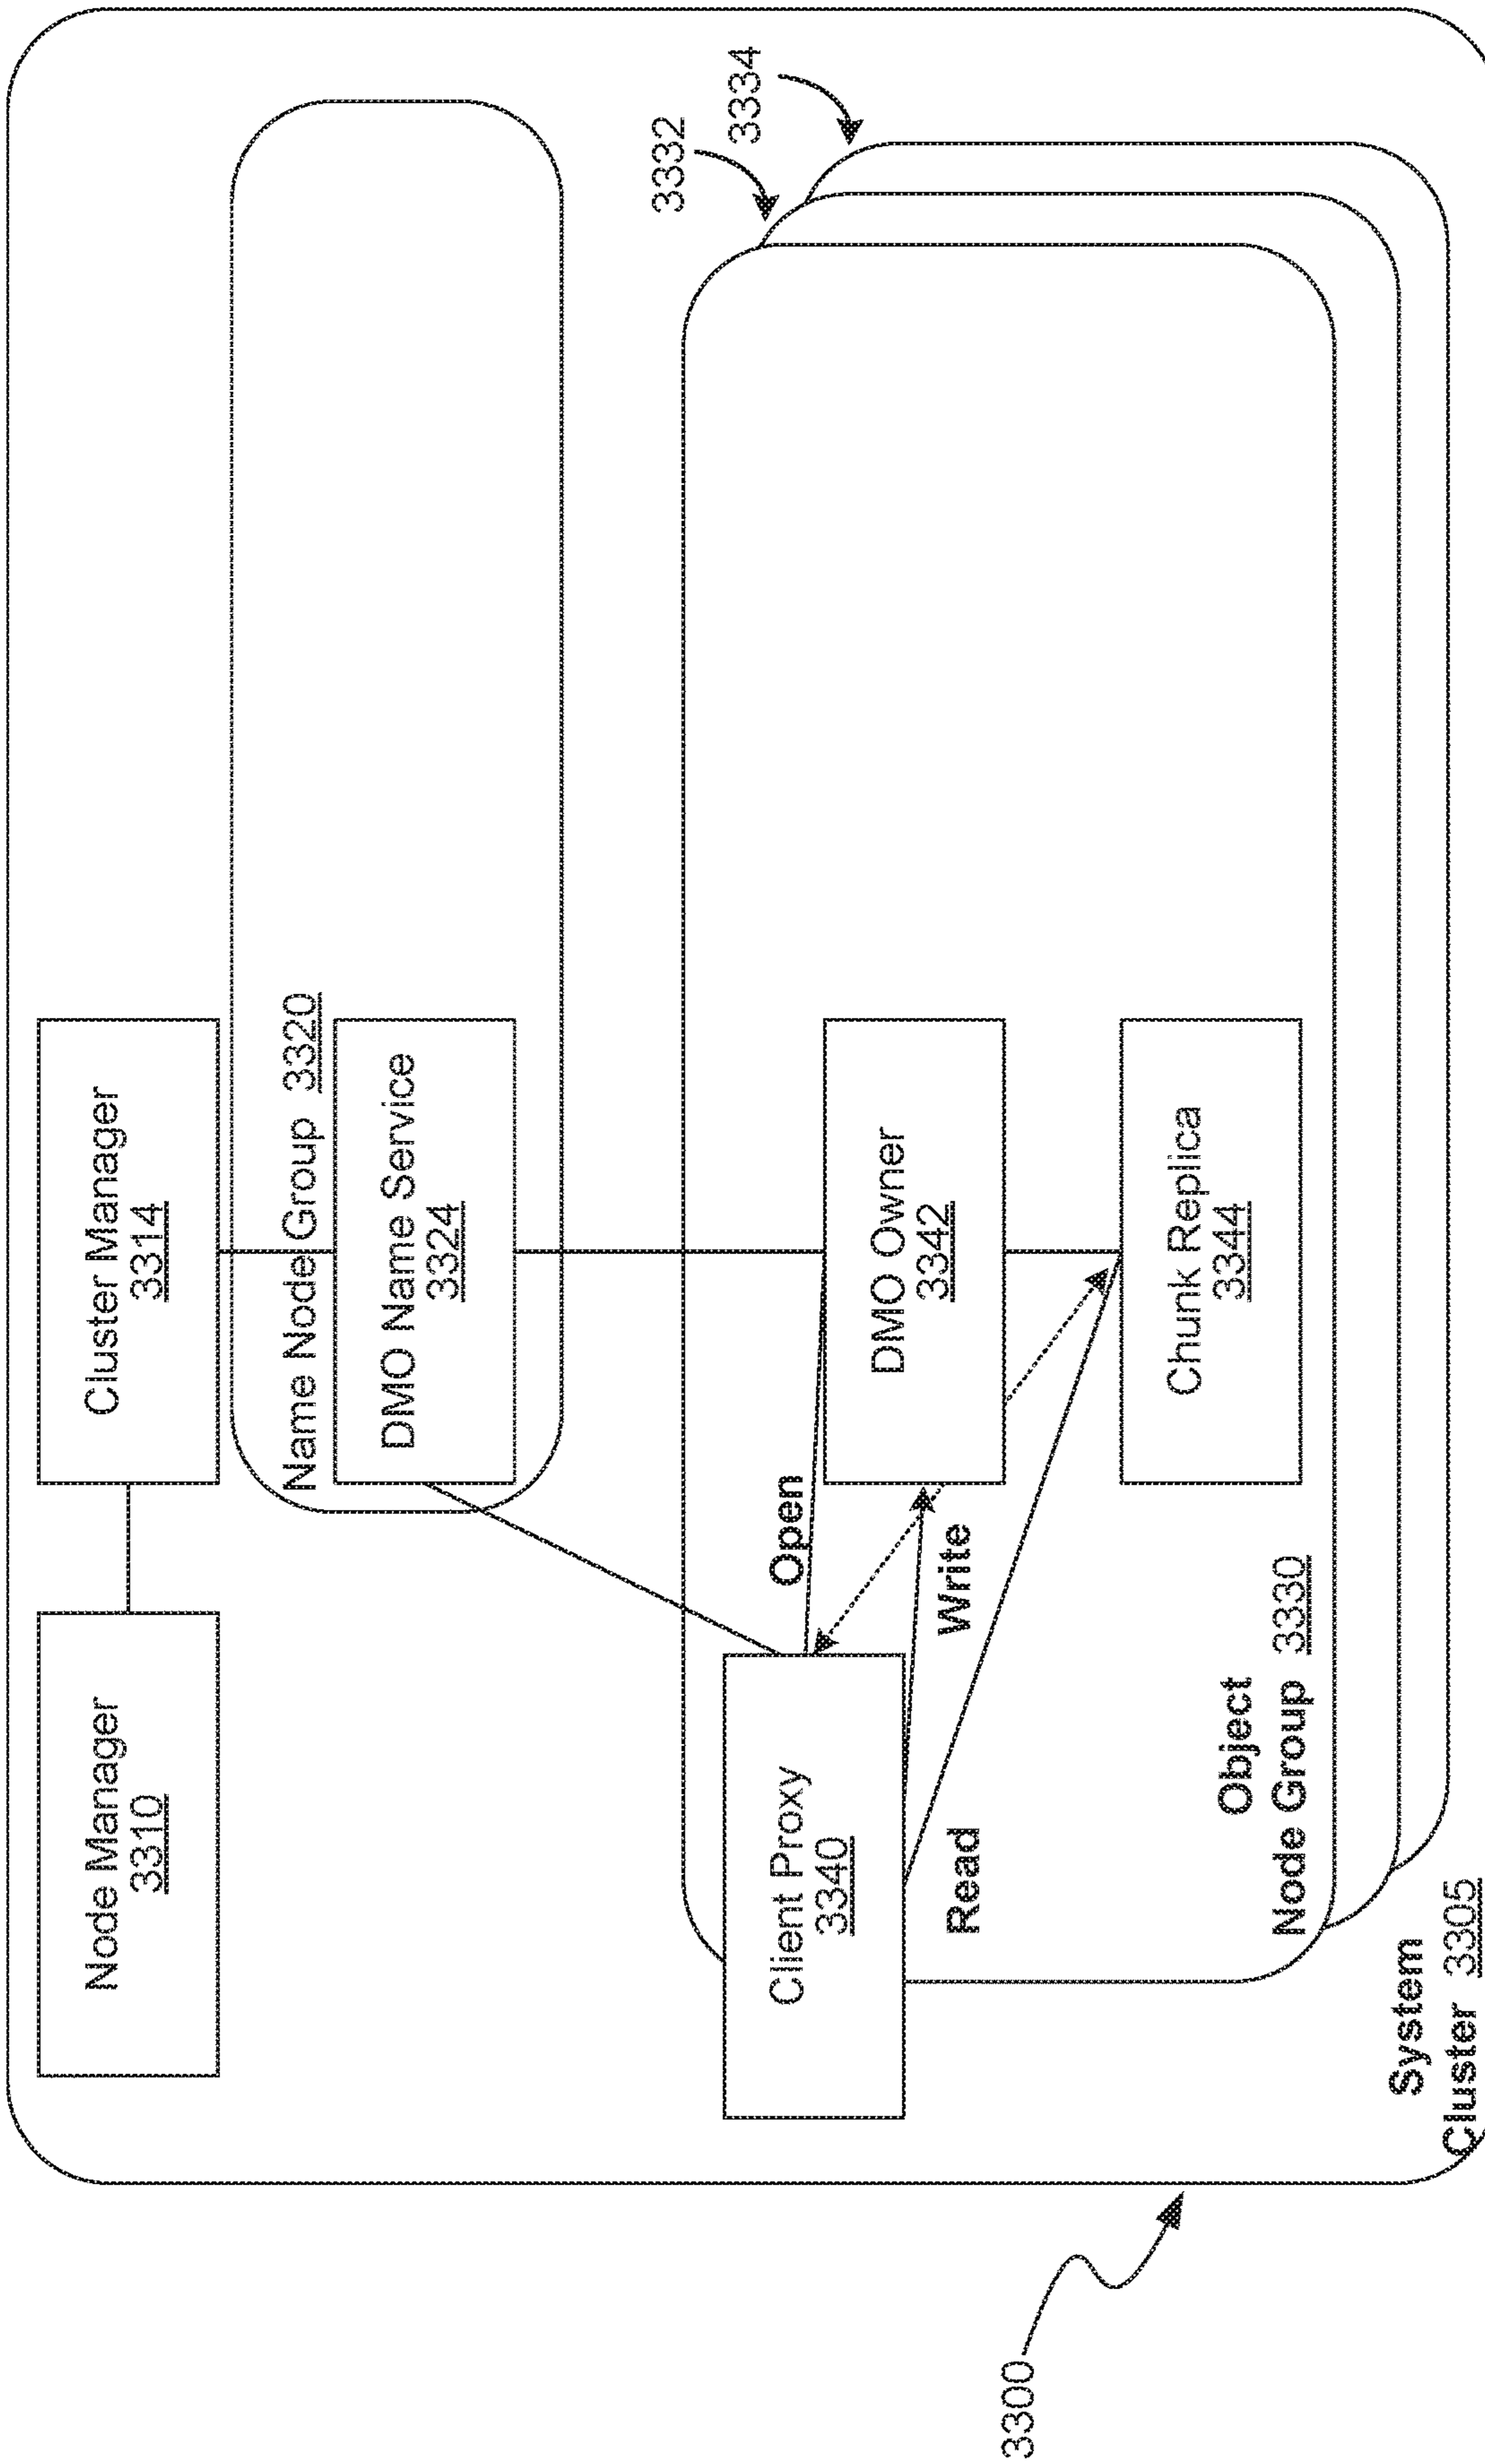 3300
Node Manager
3310
Cluster Manager
3314
Name Node Group 3320
DMO Name Service
3324
3332
3334
Client Proxy
3340
Open
DMO Owner
3342
Write
Read
Chunk Replica
3344
Object
Node Group 3330
System
Cluster 3305